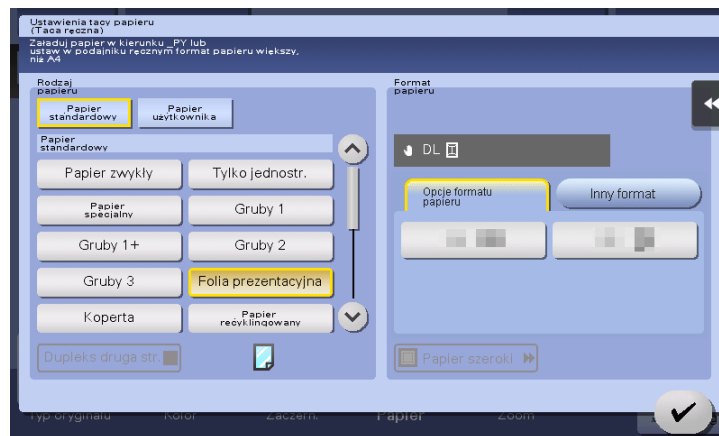 Ustawienia tacy papieru
(Taca ręczna)
Załaduj papier w kierunku _PY lub
ustaw w podajniku ręcznym format papieru większy,
niż A4
Rodzaj
papieru
Papier
standardowy
Papier
użytkownika
Papier
standardowy
Papier zwykły
Tylko jednostr.
Papier
specjalny
Gruby 1
Gruby 1+
Gruby 2
Gruby 3
Folia prezentacyjna
Koperta
Papier
recyklingowany
Dupleks druga str.
Format
papieru
DL
Opcje formatu
papieru
Inny format
Papier szeroki
Typ oryginału
Kolor
Zaczern.
Papier
Zoom